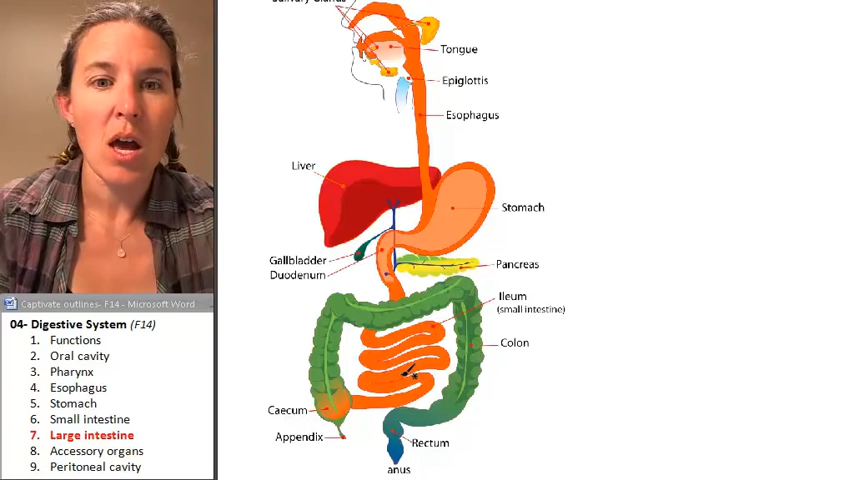 Salivary Glands
Tongue
Epiglottis
Esophagus
Liver
Stomach
Gallbladder
Duodenum
Pancreas
Ileum
(small intestine)
Colon
Caecum
Appendix
Rectum
anus
Captivate outlines- F14 - Microsoft Word
04- Digestive System (F14)
1. Functions
2. Oral cavity
3. Pharynx
4. Esophagus
5. Stomach
6. Small intestine
7. Large intestine
8. Accessory organs
9. Peritoneal cavity